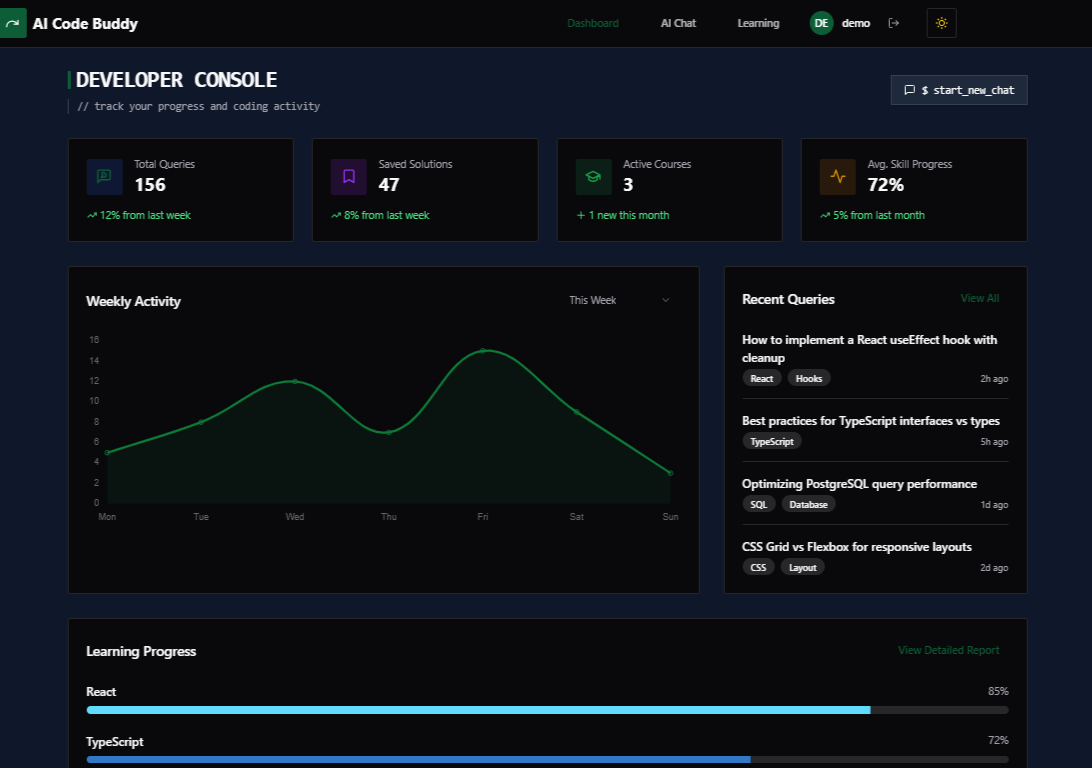 AI Code Buddy
Dashboard
AI Chat
Learning
DE
demo
DEVELOPER CONSOLE
// track your progress and coding activity
$ start_new_chat
Total Queries
156
12% from last week
Saved Solutions
47
8% from last week
Active Courses
3
+ 1 new this month
Avg. Skill Progress
72%
5% from last month
Weekly Activity
This Week
16
14
12
10
8
6
4
2
0
Mon Tue Wed Thu Fri Sat Sun
Recent Queries
View All
How to implement a React useEffect hook with
cleanup
React Hooks 2h ago
Best practices for TypeScript interfaces vs types
TypeScript 5h ago
Optimizing PostgreSQL query performance
SQL Database 1d ago
CSS Grid vs Flexbox for responsive layouts
CSS Layout 2d ago
Learning Progress
View Detailed Report
React 85%
TypeScript 72%